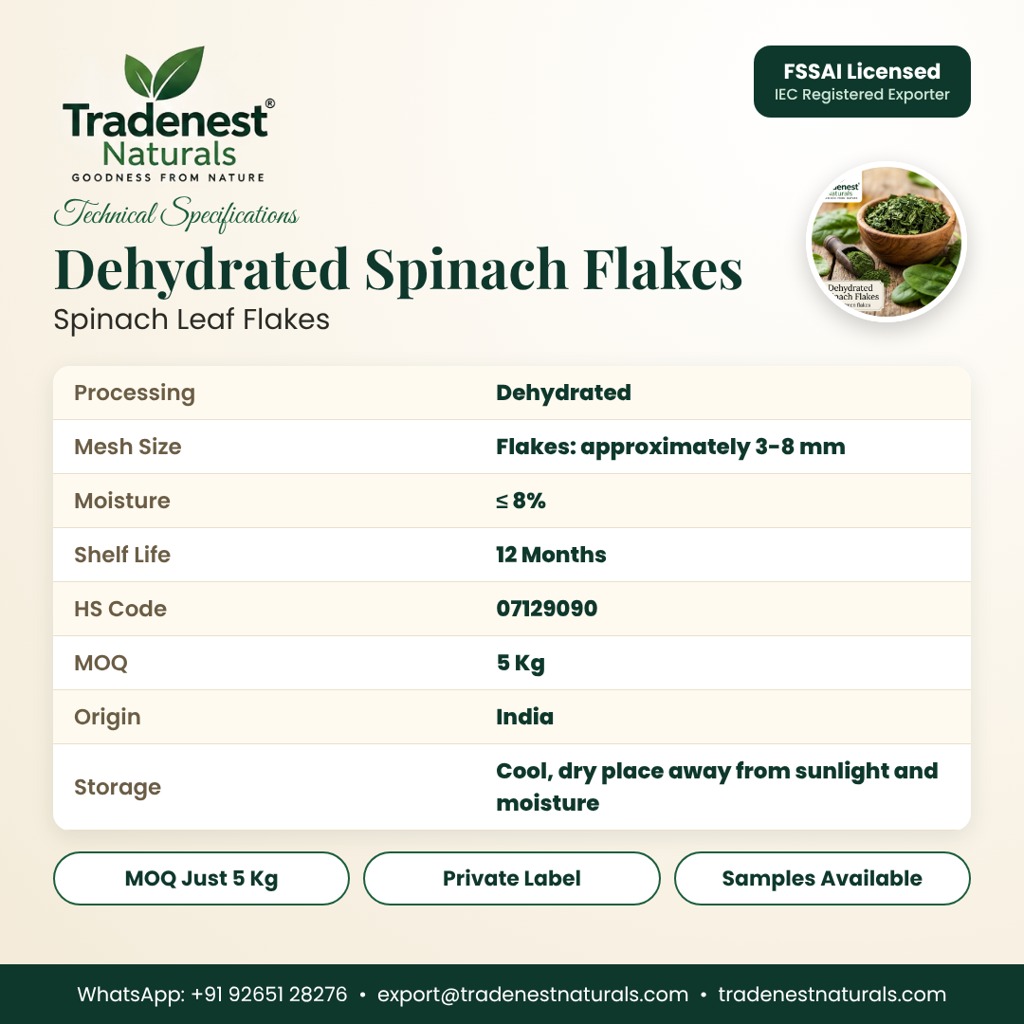 Tradenest®
Naturals
GOODNESS FROM NATURE
FSSAI Licensed
IEC Registered Exporter
Technical Specifications
Dehydrated Spinach Flakes
Spinach Leaf Flakes
Dehydrated
Flakes
Processing Dehydrated
Mesh Size Flakes: approximately 3–8 mm
Moisture ≤ 8%
Shelf Life 12 Months
HS Code 07129090
MOQ 5 Kg
Origin India
Storage Cool, dry place away from sunlight and
moisture
MOQ Just 5 Kg
Private Label
Samples Available
WhatsApp: +91 92651 28276 • export@tradenestnaturals.com • tradenestnaturals.com